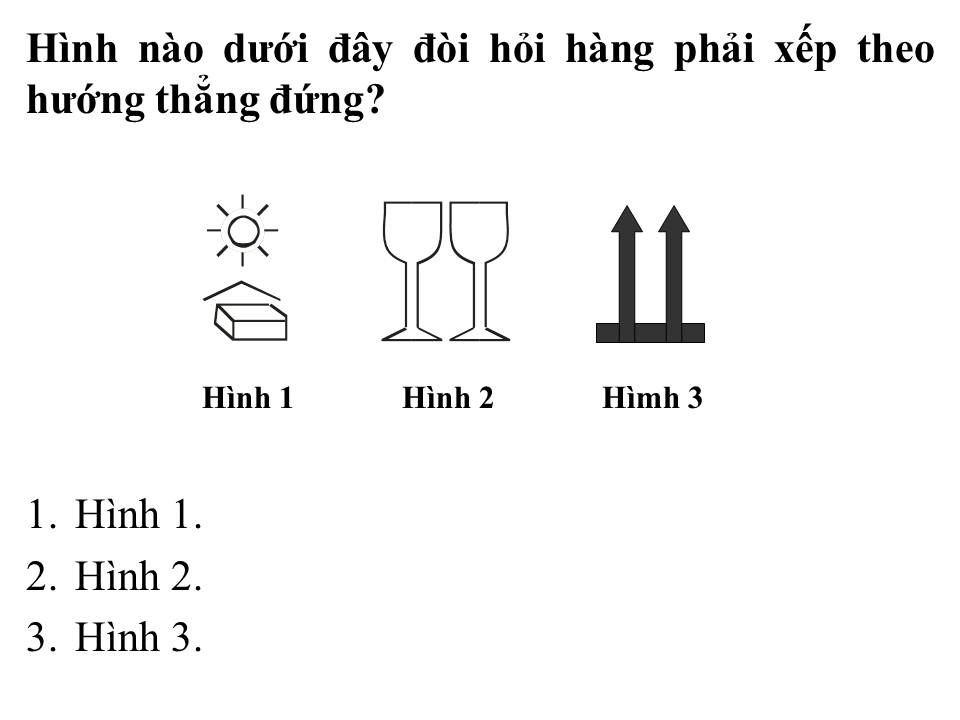 Hình nào dưới đây đòi hỏi hàng phải xếp theo
hướng thẳng đứng?
Hình 1 Hình 2 Hìmh 3
1. Hình 1.
2. Hình 2.
3. Hình 3.